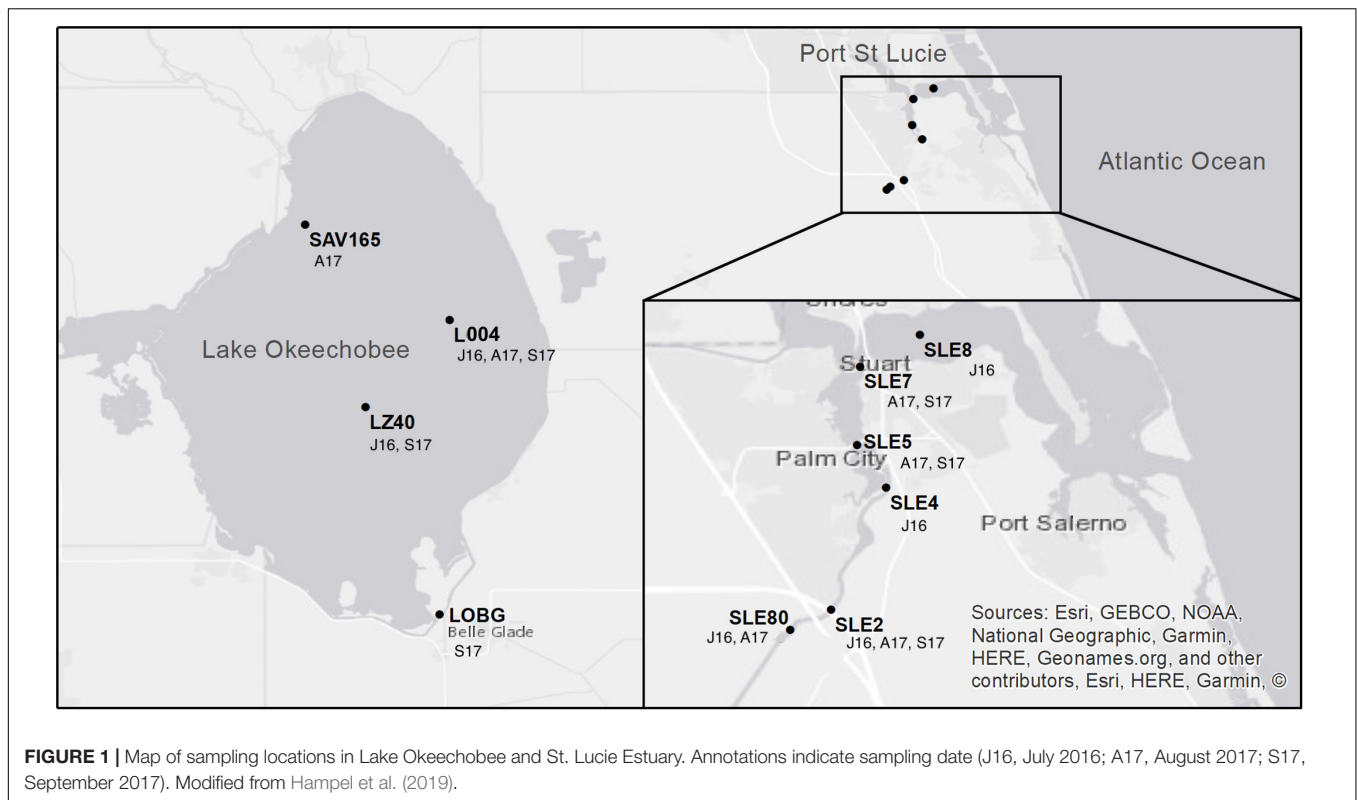 Port St Lucie
Atlantic Ocean
SAV165
A17
L004
J16, A17, S17
Lake Okeechobee
LZ40
J16, S17
LOBG
Belle Glade
S17
Shores
SLE8
J16
Stuart
SLE7
A17, S17
SLE5
Palm City
A17, S17
SLE4
J16
Port Salerno
SLE80
J16, A17
SLE2
J16, A17, S17
Sources: Esri, GEBCO, NOAA,
National Geographic, Garmin,
HERE, Geonames.org, and other
contributors, Esri, HERE, Garmin, ©
FIGURE 1 | Map of sampling locations in Lake Okeechobee and St. Lucie Estuary. Annotations indicate sampling date (J16, July 2016; A17, August 2017; S17,
September 2017). Modified from Hampel et al. (2019).